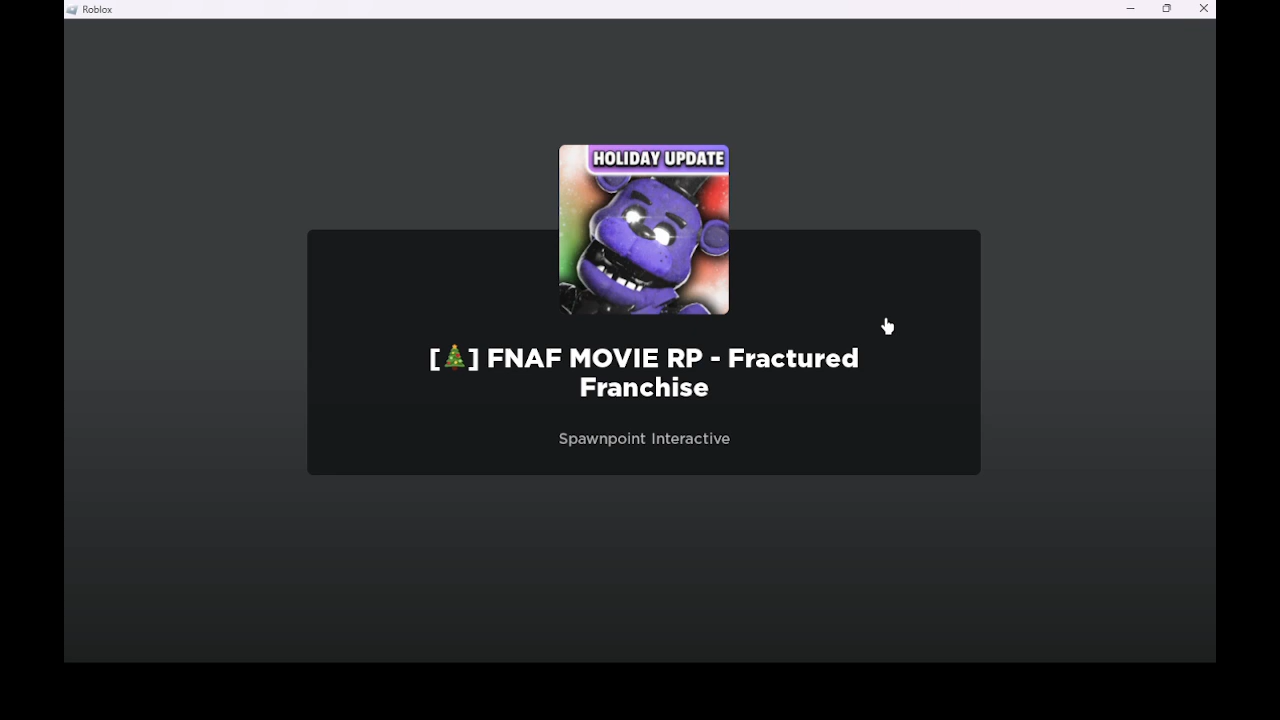 Roblox
HOLIDAY UPDATE
[🎄] FNAF MOVIE RP - Fractured
Franchise
Spawnpoint Interactive